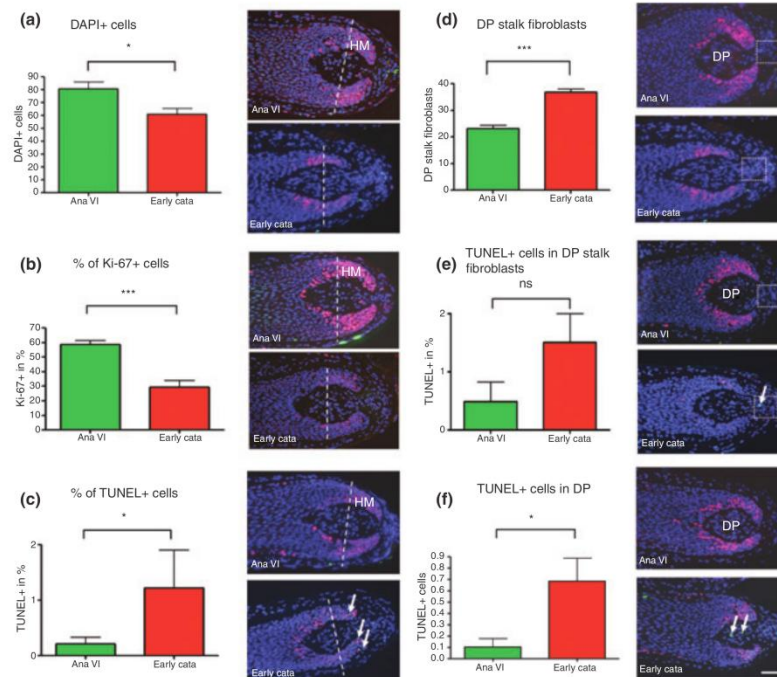 (a) DAPI+ cells
*
DAPI+ cells
90
80
70
60
50
40
30
20
10
0
Ana VI Early cata
HM
Ana VI
Early cata
(b) % of Ki-67+ cells
***
Ki-67+ in %
70
60
50
40
30
20
10
0
Ana VI Early cata
HM
Ana VI
Early cata
(c) % of TUNEL+ cells
*
TUNEL+ in %
2
1
0
Ana VI Early cata
HM
Ana VI
Early cata
(d) DP stalk fibroblasts
***
DP stalk fibroblasts
40
20
0
Ana VI Early cata
DP
Ana VI
Early cata
(e) TUNEL+ cells in DP stalk
fibroblasts
ns
TUNEL+ in %
2
1
0
Ana VI Early cata
DP
Ana VI
Early cata
(f) TUNEL+ cells in DP
*
TUNEL+ cells
0.9
0.8
0.7
0.6
0.5
0.4
0.3
0.2
0.1
0.0
Ana VI Early cata
DP
Ana VI
Early cata